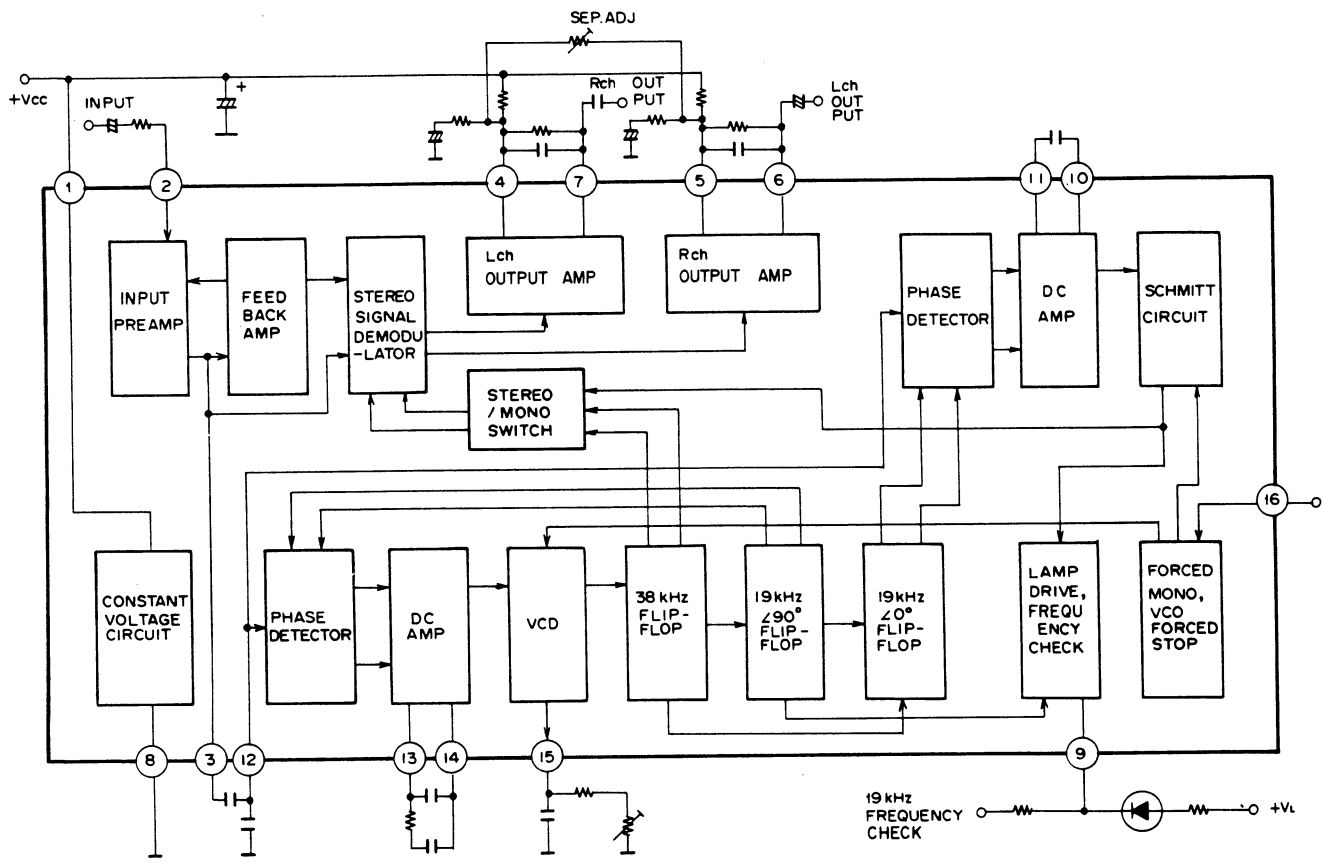 SEP.ADJ
+Vcc
INPUT
+
Rch
OUT
PUT
Lch
OUT
PUT
1
2
4
7
5
6
11
10
INPUT
PREAMP
FEED
BACK
AMP
STEREO
SIGNAL
DEMODU
-LATOR
Lch
OUTPUT AMP
Rch
OUTPUT AMP
PHASE
DETECTOR
DC
AMP
SCHMITT
CIRCUIT
STEREO
/ MONO
SWITCH
16
CONSTANT
VOLTAGE
CIRCUIT
PHASE
DETECTOR
DC
AMP
VCD
38 kHz
FLIP-
FLOP
19 kHz
∠90°
FLIP-
FLOP
19 kHz
∠0°
FLIP-
FLOP
LAMP
DRIVE,
FREQU
ENCY
CHECK
FORCED
MONO,
VCO
FORCED
STOP
8
3
12
13
14
15
9
19 kHz
FREQUENCY
CHECK
+VL